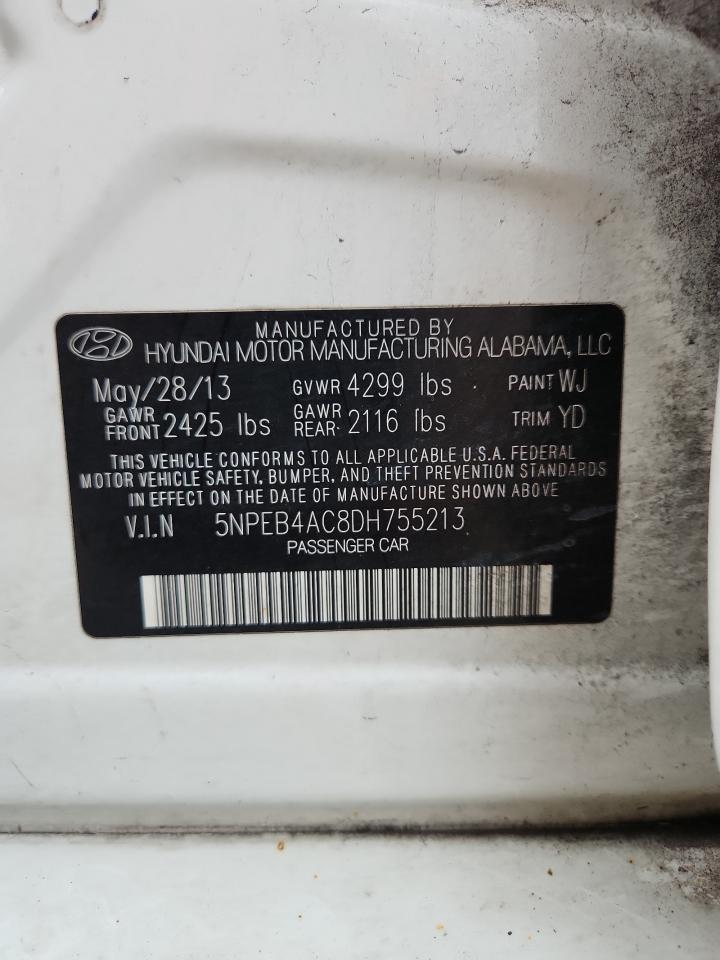 MANUFACTURED BY
HYUNDAI MOTOR MANUFACTURING ALABAMA, LLC
May/28/13 GVWR 4299 lbs PAINT WJ
GAWR FRONT 2425 lbs GAWR REAR: 2116 lbs TRIM YD
THIS VEHICLE CONFORMS TO ALL APPLICABLE U.S.A. FEDERAL
MOTOR VEHICLE SAFETY, BUMPER, AND THEFT PREVENTION STANDARDS
IN EFFECT ON THE DATE OF MANUFACTURE SHOWN ABOVE
V.I.N 5NPEB4AC8DH755213
PASSENGER CAR